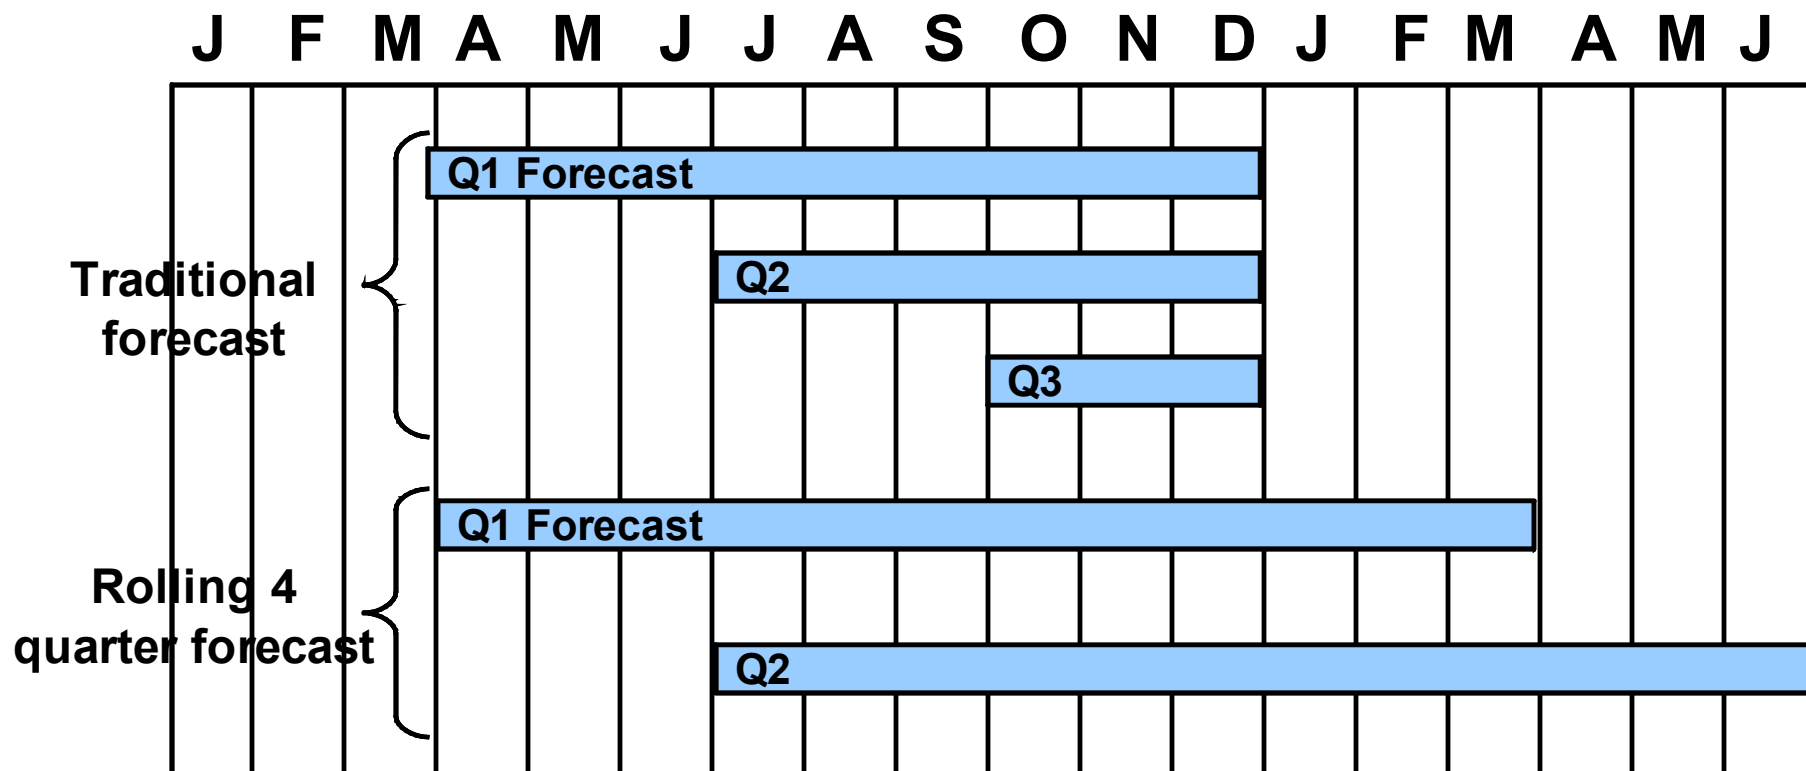 J F M A M J J A S O N D J F M A M J
Q1 Forecast
Q2
Traditional
forecast
Q3
Q1 Forecast
Rolling 4
quarter forecast
Q2